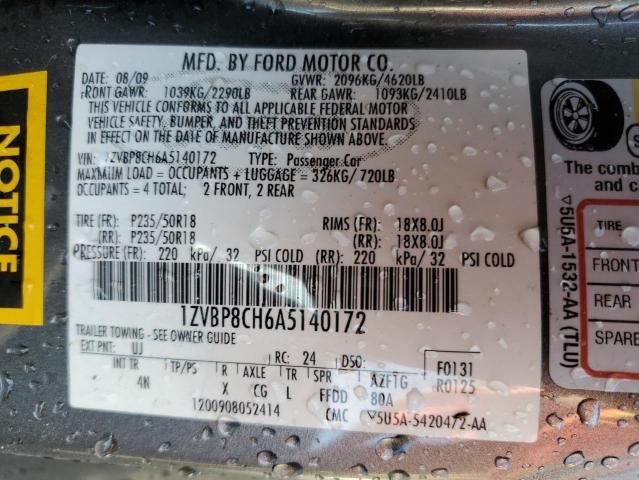 MFD. BY FORD MOTOR CO.
DATE: 08/09 GVWR: 2096KG/4620LB
FRONT GAWR: 1039KG/2290LB REAR GAWR: 1093KG/2410LB
THIS VEHICLE CONFORMS TO ALL APPLICABLE FEDERAL MOTOR
VEHICLE SAFETY, BUMPER, AND THEFT PREVENTION STANDARDS
IN EFFECT ON THE DATE OF MANUFACTURE SHOWN ABOVE.
VIN: 1ZVBP8CH6A5140172 TYPE: Passenger Car
MAXIMUM LOAD = OCCUPANTS + LUGGAGE = 326KG/720LB
OCCUPANTS = 4 TOTAL; 2 FRONT, 2 REAR
TIRE (FR): P235/50R18 RIMS (FR): 18X8.0J
(RR): P235/50R18 (RR): 18X8.0J
PRESSURE (FR): 220 kPa/ 32 PSI COLD (RR): 220 kPa/ 32 PSI COLD
1ZVBP8CH6A5140172
TRAILER TOWING - SEE OWNER GUIDE
EXT PNT: UJ RC: 24 DSO: F0131
INT TR TP/PS R AXLE TR SPR AZFTG R0125
4N X CG L FFDD 80A
1200908052414 CMC ▽5U5A-5420472-AA
NOTICE
The comb
and c
TIRE
FRONT
REAR
SPARE
▽5U5A-1532-AA (TLU)